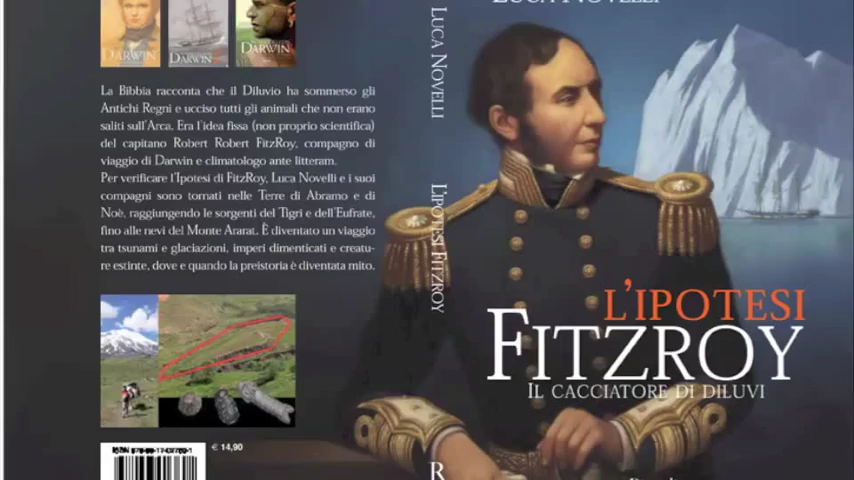 DARWIN
DARWIN
DARWIN
La Bibbia racconta che il Diluvio ha sommerso gli
Antichi Regni e ucciso tutti gli animali che non erano
saliti sull'Arca. Era l'idea fissa (non proprio scientifica)
del capitano Robert Robert FitzRoy, compagno di
viaggio di Darwin e climatologo ante litteram.
Per verificare l'Ipotesi di FitzRoy, Luca Novelli e i suoi
compagni sono tornati nelle Terre di Abramo e di
Noè, raggiungendo le sorgenti del Tigri e dell'Eufrate,
fino alle nevi del Monte Ararat. È diventato un viaggio
tra tsunami e glaciazioni, imperi dimenticati e creatu-
re estinte, dove e quando la preistoria è diventata mito.
€ 14,90
LUCA NOVELLI
L'IPOTESI FITZROY
R
LUCA NOVELLI
L'IPOTESI
FITZROY
IL CACCIATORE DI DILUVI